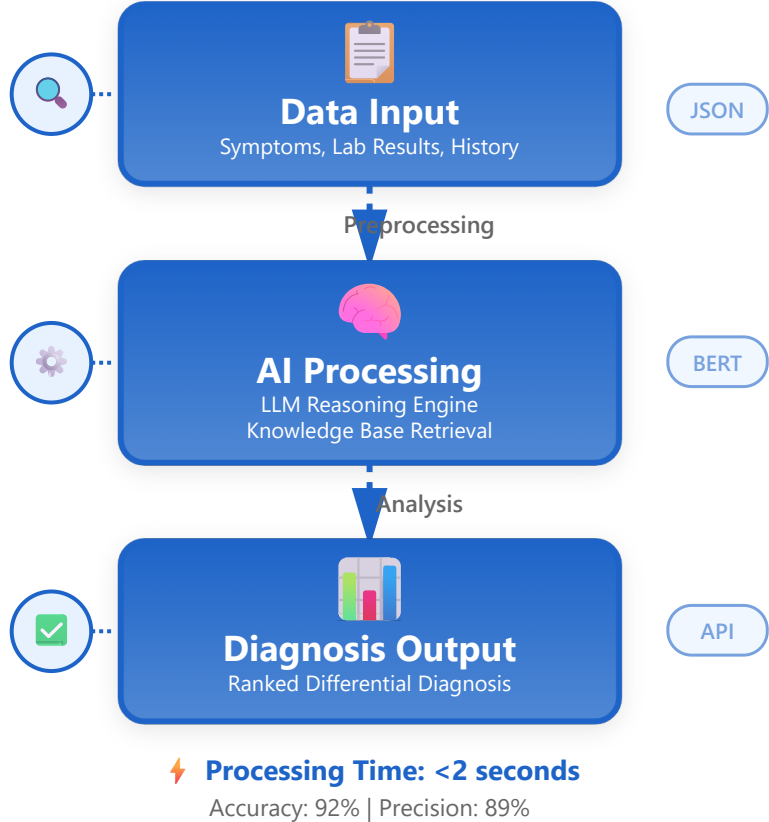 Data Input
Symptoms, Lab Results, History
JSON
Preprocessing
AI Processing
LLM Reasoning Engine
Knowledge Base Retrieval
BERT
Analysis
Diagnosis Output
Ranked Differential Diagnosis
API
Processing Time: <2 seconds
Accuracy: 92% | Precision: 89%